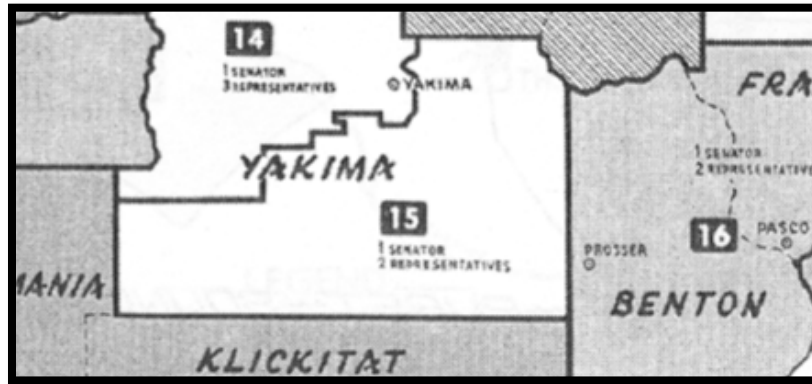 14
1 SENATOR
3 REPRESENTATIVES
YAKIMA
FRA
YAKIMA
1 SENATOR
2 REPRESENTATIVE
15
1 SENATOR
2 REPRESENTATIVES
16
PASCO
PROSSER
MANIA
BENTON
KLICKITAT